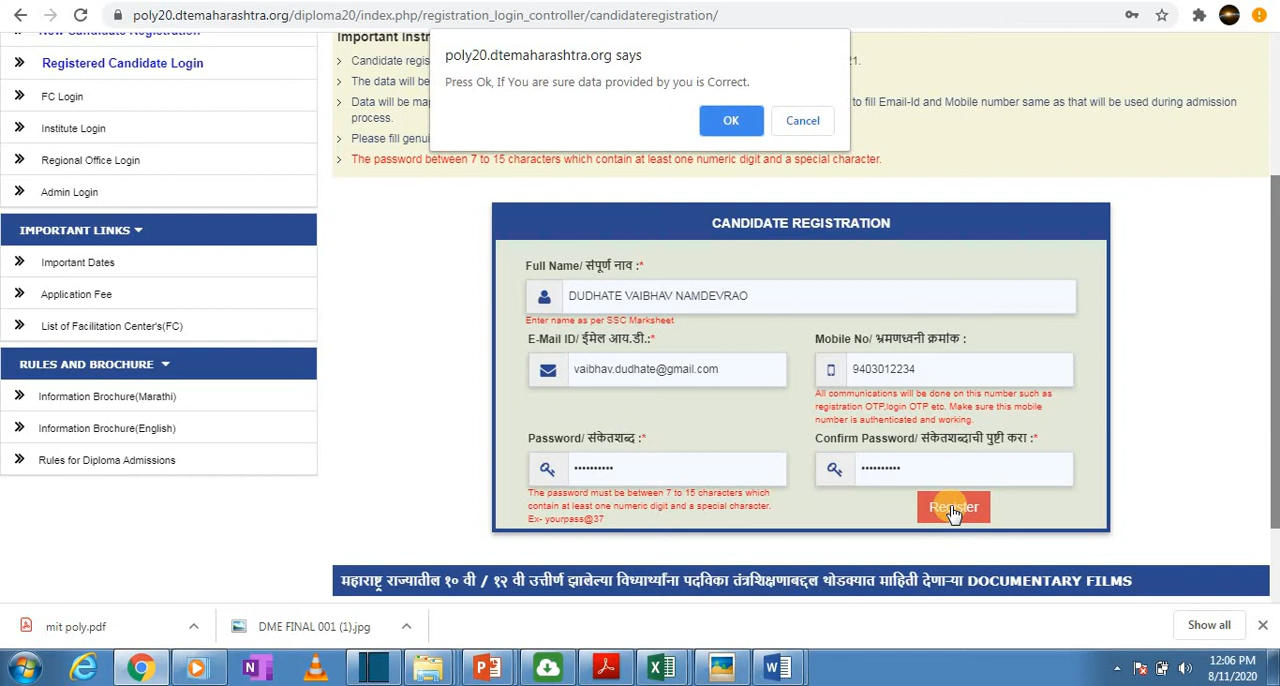 poly20.dtemaharashtra.org/diploma20/index.php/registration_login_controller/candidateregistration/
poly20.dtemaharashtra.org says
Press Ok, If You are sure data provided by you is Correct.
OK
Cancel
New Candidate Registration
Registered Candidate Login
FC Login
Institute Login
Regional Office Login
Admin Login
IMPORTANT LINKS
Important Dates
Application Fee
List of Facilitation Center's(FC)
RULES AND BROCHURE
Information Brochure(Marathi)
Information Brochure(English)
Rules for Diploma Admissions
Important Instr
Candidate regis
21.
The data will be
Data will be ma
to fill Email-Id and Mobile number same as that will be used during admission
process.
Please fill genui
The password between 7 to 15 characters which contain at least one numeric digit and a special character.
CANDIDATE REGISTRATION
Full Name/ संपूर्ण नाव :*
DUDHATE VAIBHAV NAMDEVRAO
Enter name as per SSC Marksheet
E-Mail ID/ ईमेल आय.डी.:*
Mobile No/ भ्रमणध्वनी क्रमांक :
vaibhav.dudhate@gmail.com
9403012234
All communications will be done on this number such as
registration OTP,login OTP etc. Make sure this mobile
number is authenticated and working.
Password/ संकेतशब्द :*
Confirm Password/ संकेतशब्दाची पुष्टी करा :*
••••••••••
••••••••••
The password must be between 7 to 15 characters which
contain at least one numeric digit and a special character.
Ex- yourpass@37
Register
महाराष्ट्र राज्यातील १० वी / १२ वी उत्तीर्ण झालेल्या विध्यार्थ्यांना पदविका तंत्रशिक्षणाबद्दल थोडक्यात माहिती देणाऱ्या DOCUMENTARY FILMS
mit poly.pdf
DME FINAL 001 (1).jpg
Show all
12:06 PM
8/11/2020